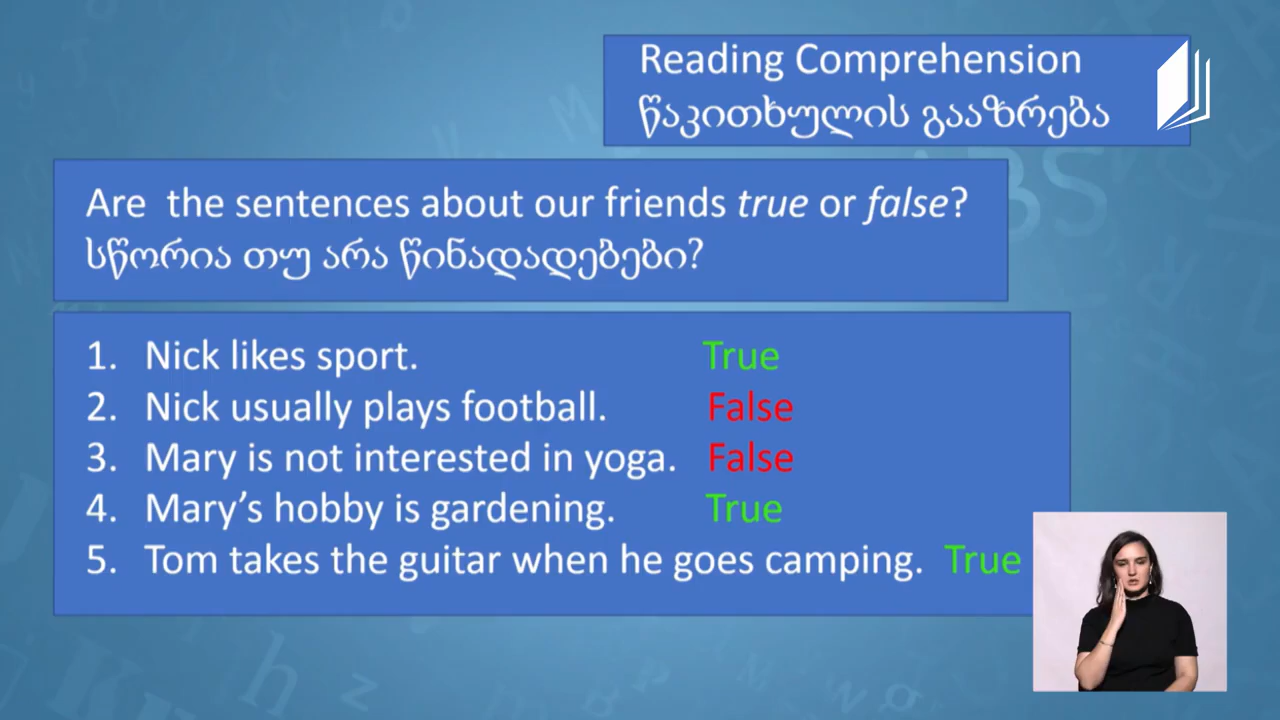 Reading Comprehension
წაკითხულის გააზრება
Are the sentences about our friends true or false?
სწორია თუ არა წინადადებები?
1. Nick likes sport. True
2. Nick usually plays football. False
3. Mary is not interested in yoga. False
4. Mary’s hobby is gardening. True
5. Tom takes the guitar when he goes camping. True